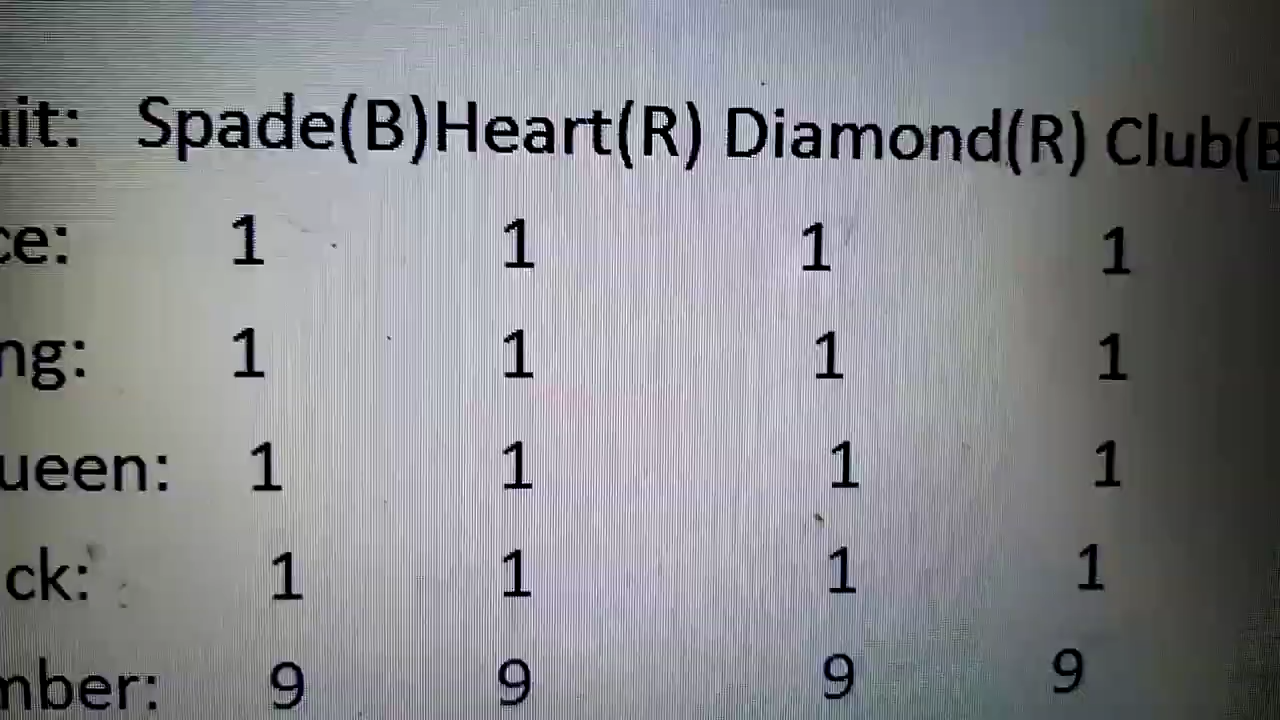 uit: Spade(B)Heart(R) Diamond(R) Club(B
ce: 1 1 1 1
ng: 1 1 1 1
ueen: 1 1 1 1
ck: 1 1 1 1
mber: 9 9 9 9